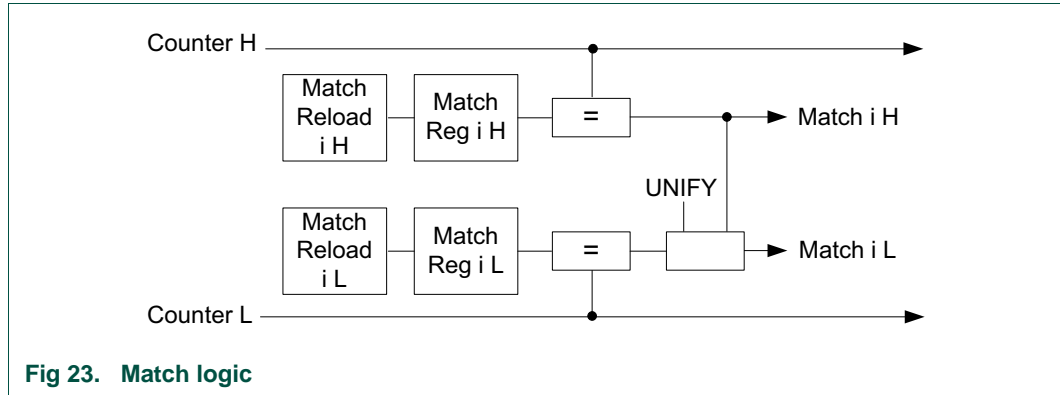 Counter H
Match
Reload
i H
Match
Reg i H
=
Match i H
UNIFY
Match
Reload
i L
Match
Reg i L
=
Match i L
Counter L
Fig 23. Match logic